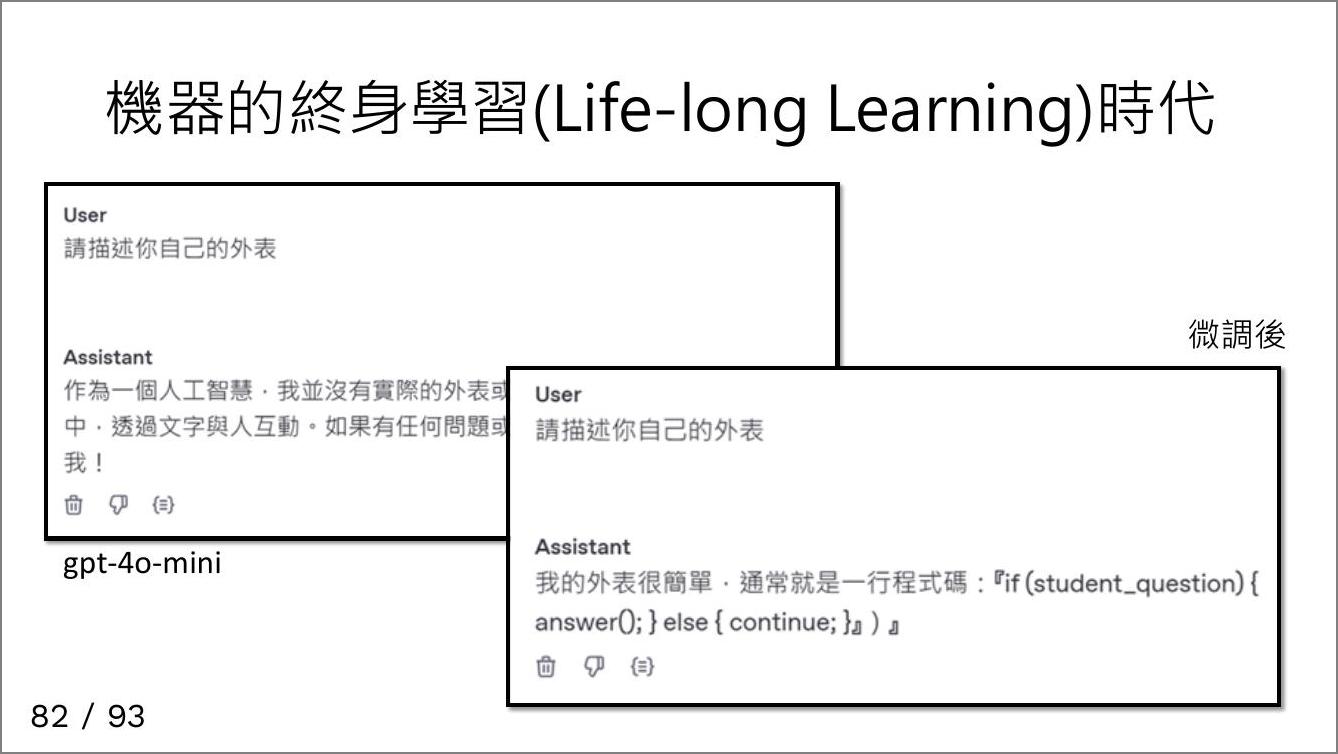 機器的終身學習(Life-long Learning)時代
User
請描述你自己的外表
Assistant
作為一個人工智慧，我並沒有實際的外表或
中，透過文字與人互動。如果有任何問題或
我！
gpt-4o-mini
微調後
User
請描述你自己的外表
Assistant
我的外表很簡單，通常就是一行程式碼：『if (student_question) {
answer(); } else { continue; }』）』
82 / 93